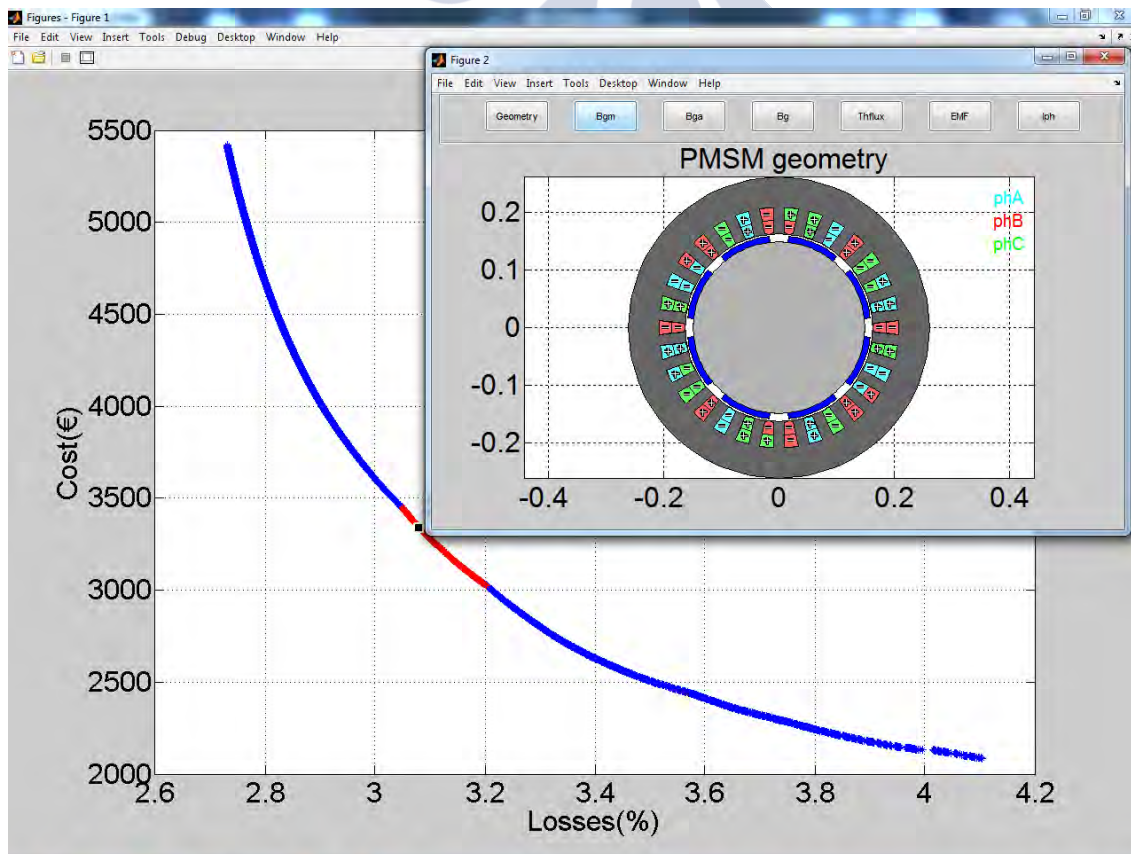 Figures - Figure 1
File Edit View Insert Tools Debug Desktop Window Help
Figure 2
File Edit View Insert Tools Desktop Window Help
Geometry Bgm Bga Bg Thflux EMF Iph
PMSM geometry
phA
phB
phC
0.2
0.1
0
-0.1
-0.2
-0.4 -0.2 0 0.2 0.4
Cost(€)
5500
5000
4500
4000
3500
3000
2500
2000
2.6 2.8 3 3.2 3.4 3.6 3.8 4 4.2
Losses(%)